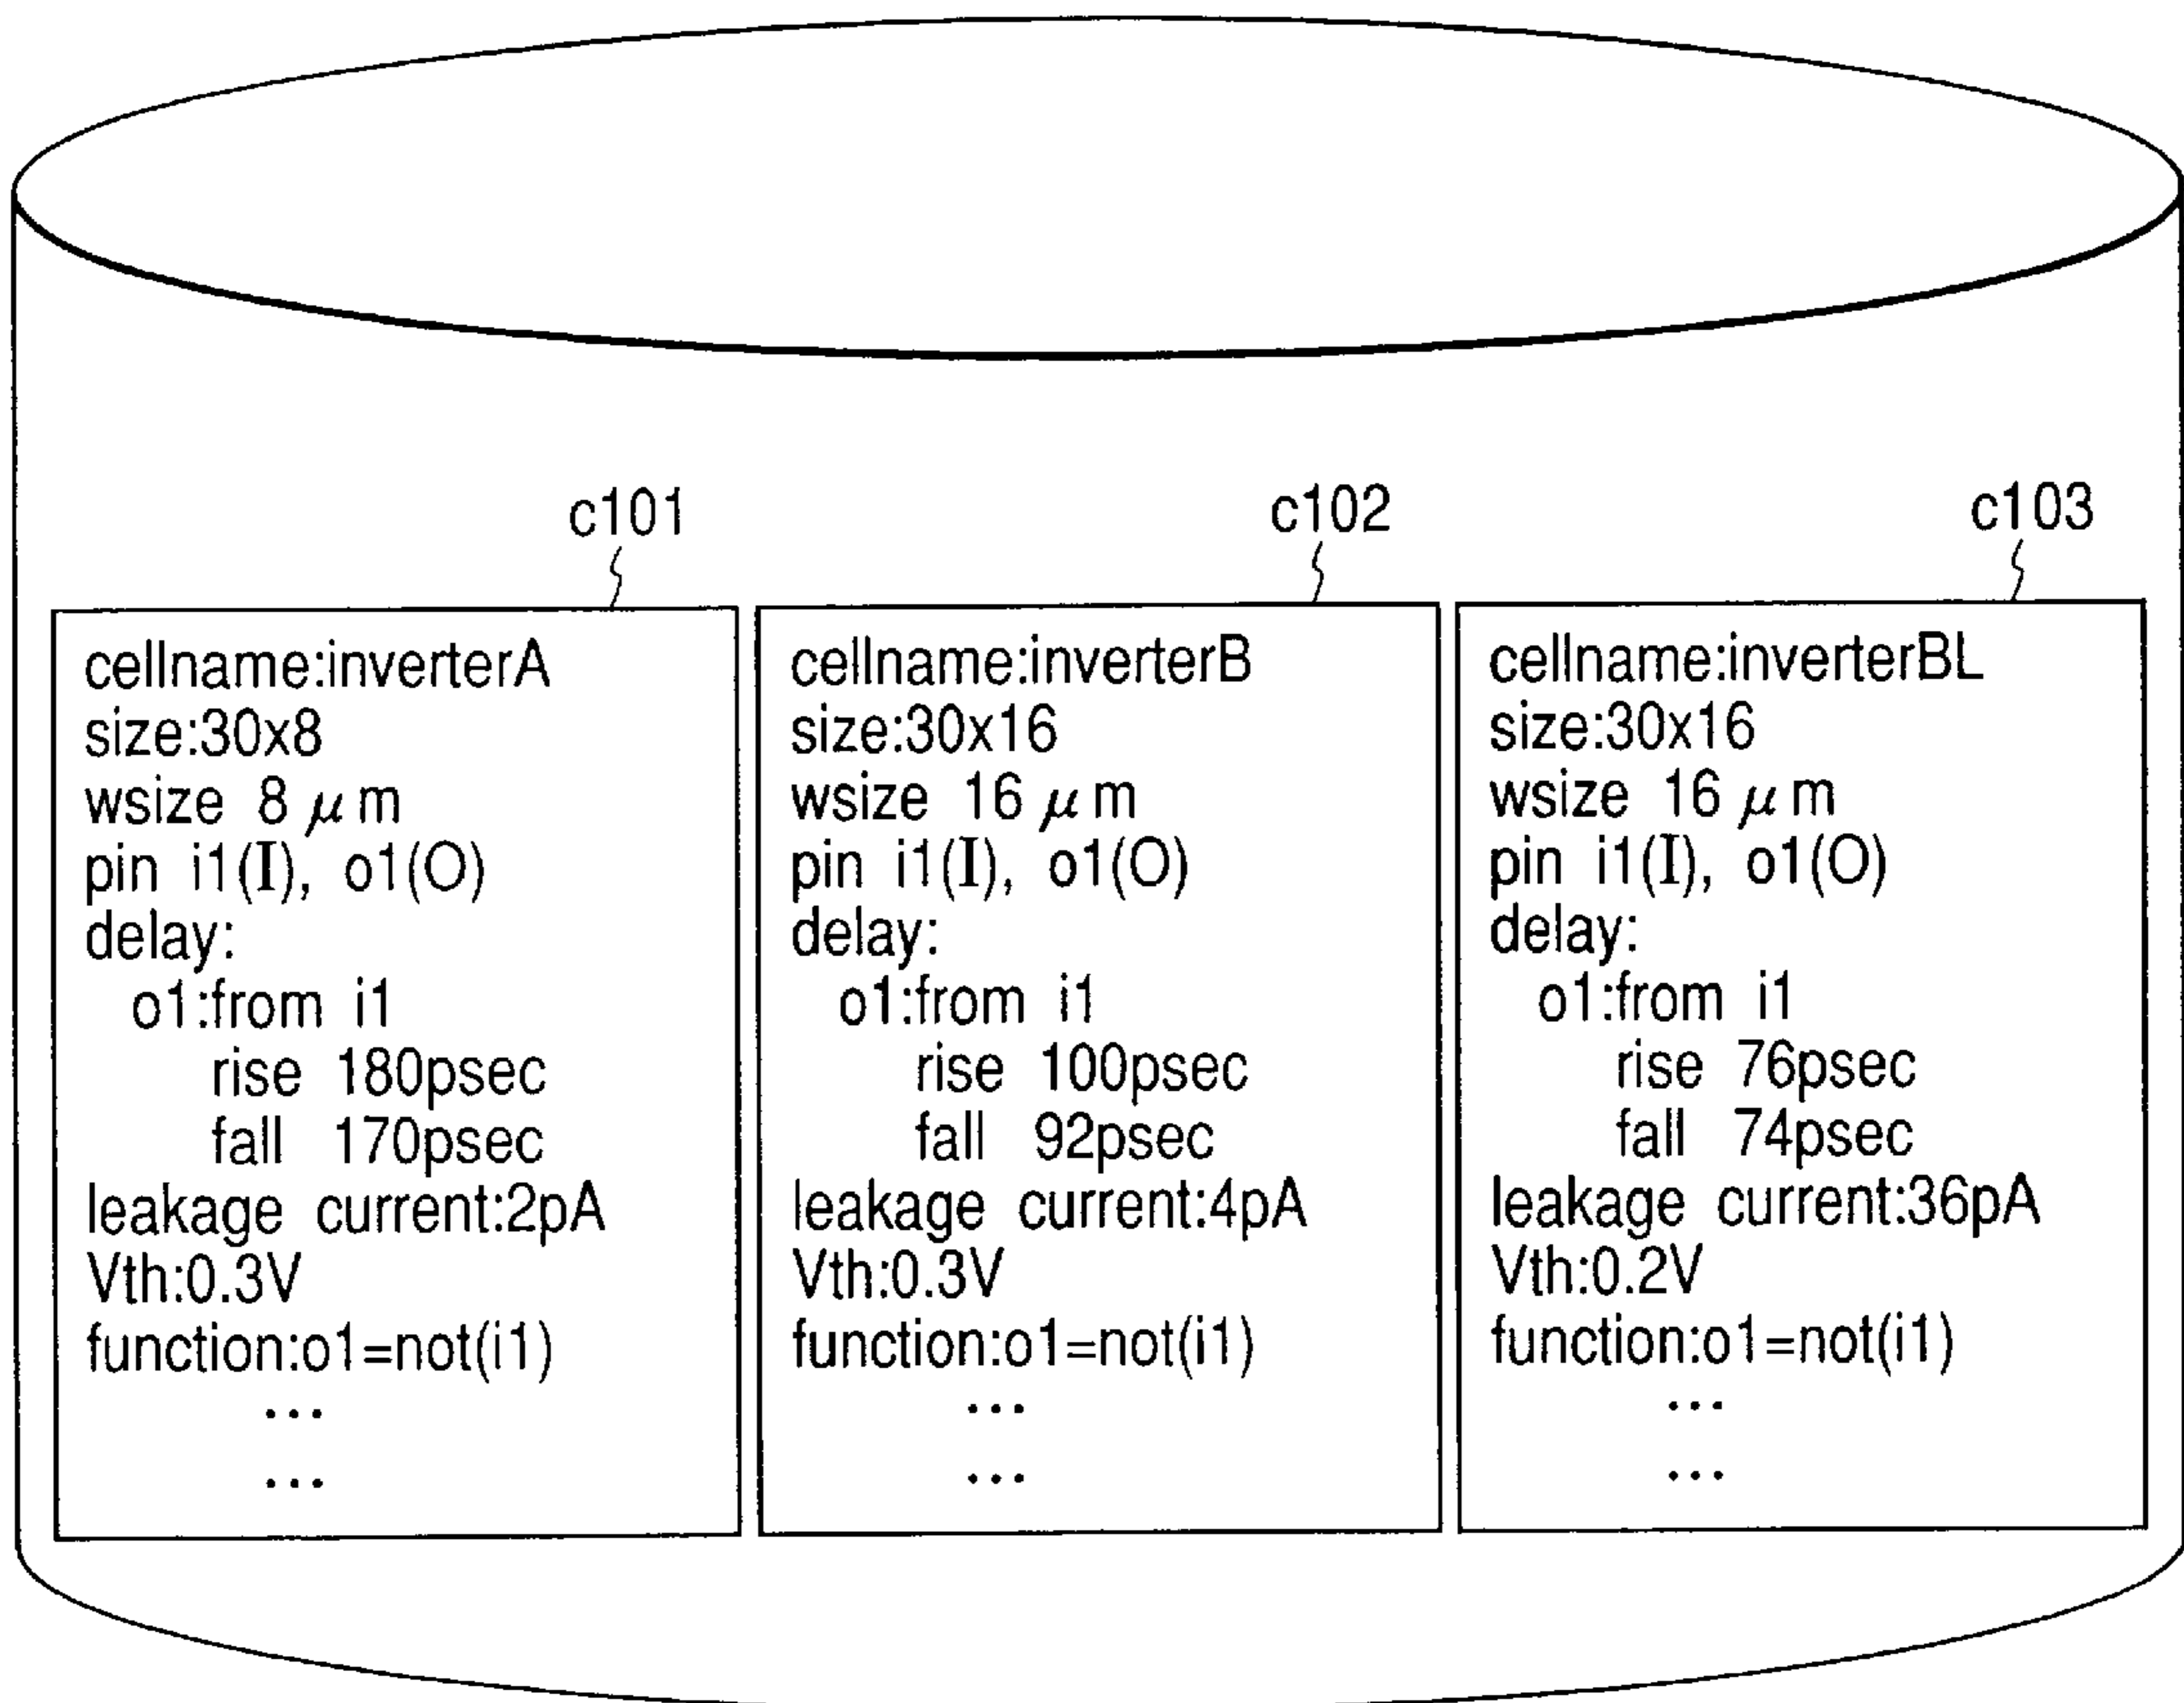 c101
cellname:inverterA
size:30x8
wsize 8 μm
pin i1(I), o1(O)
delay:
o1:from i1
rise 180psec
fall 170psec
leakage current:2pA
Vth:0.3V
function:o1=not(i1)
...
...
c102
cellname:inverterB
size:30x16
wsize 16 μm
pin i1(I), o1(O)
delay:
o1:from i1
rise 100psec
fall 92psec
leakage current:4pA
Vth:0.3V
function:o1=not(i1)
...
...
c103
cellname:inverterBL
size:30x16
wsize 16 μm
pin i1(I), o1(O)
delay:
o1:from i1
rise 76psec
fall 74psec
leakage current:36pA
Vth:0.2V
function:o1=not(i1)
...
...